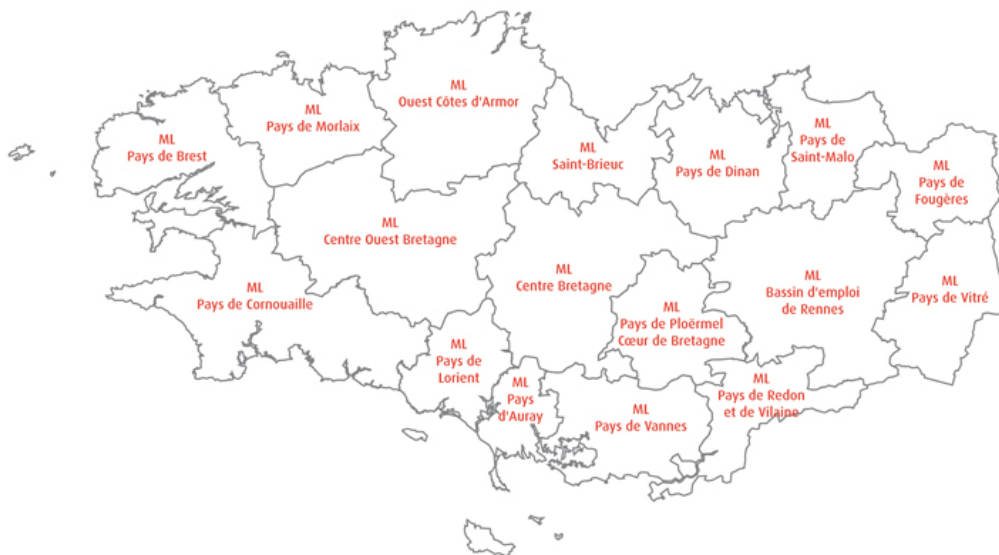 ML
Ouest Côtes d'Armor
ML
Pays de Morlaix
ML
Pays de Brest
ML
Saint-Brieuc
ML
Pays de Dinan
ML
Pays de
Saint-Malo
ML
Pays de
Fougères
ML
Centre Ouest Bretagne
ML
Pays de Cornouaille
ML
Centre Bretagne
ML
Bassin d'emploi
de Rennes
ML
Pays de Vitré
ML
Pays de Ploërmel
Cœur de Bretagne
ML
Pays de
Lorient
ML
Pays
d'Auray
ML
Pays de Vannes
ML
Pays de Redon
et de Vilaine